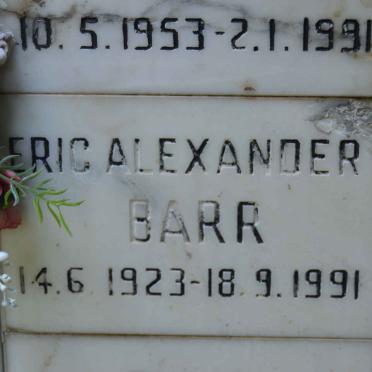 10.5.1953-2.1.1991
ERIC ALEXANDER
BARR
14.6 1923-18.9.1991